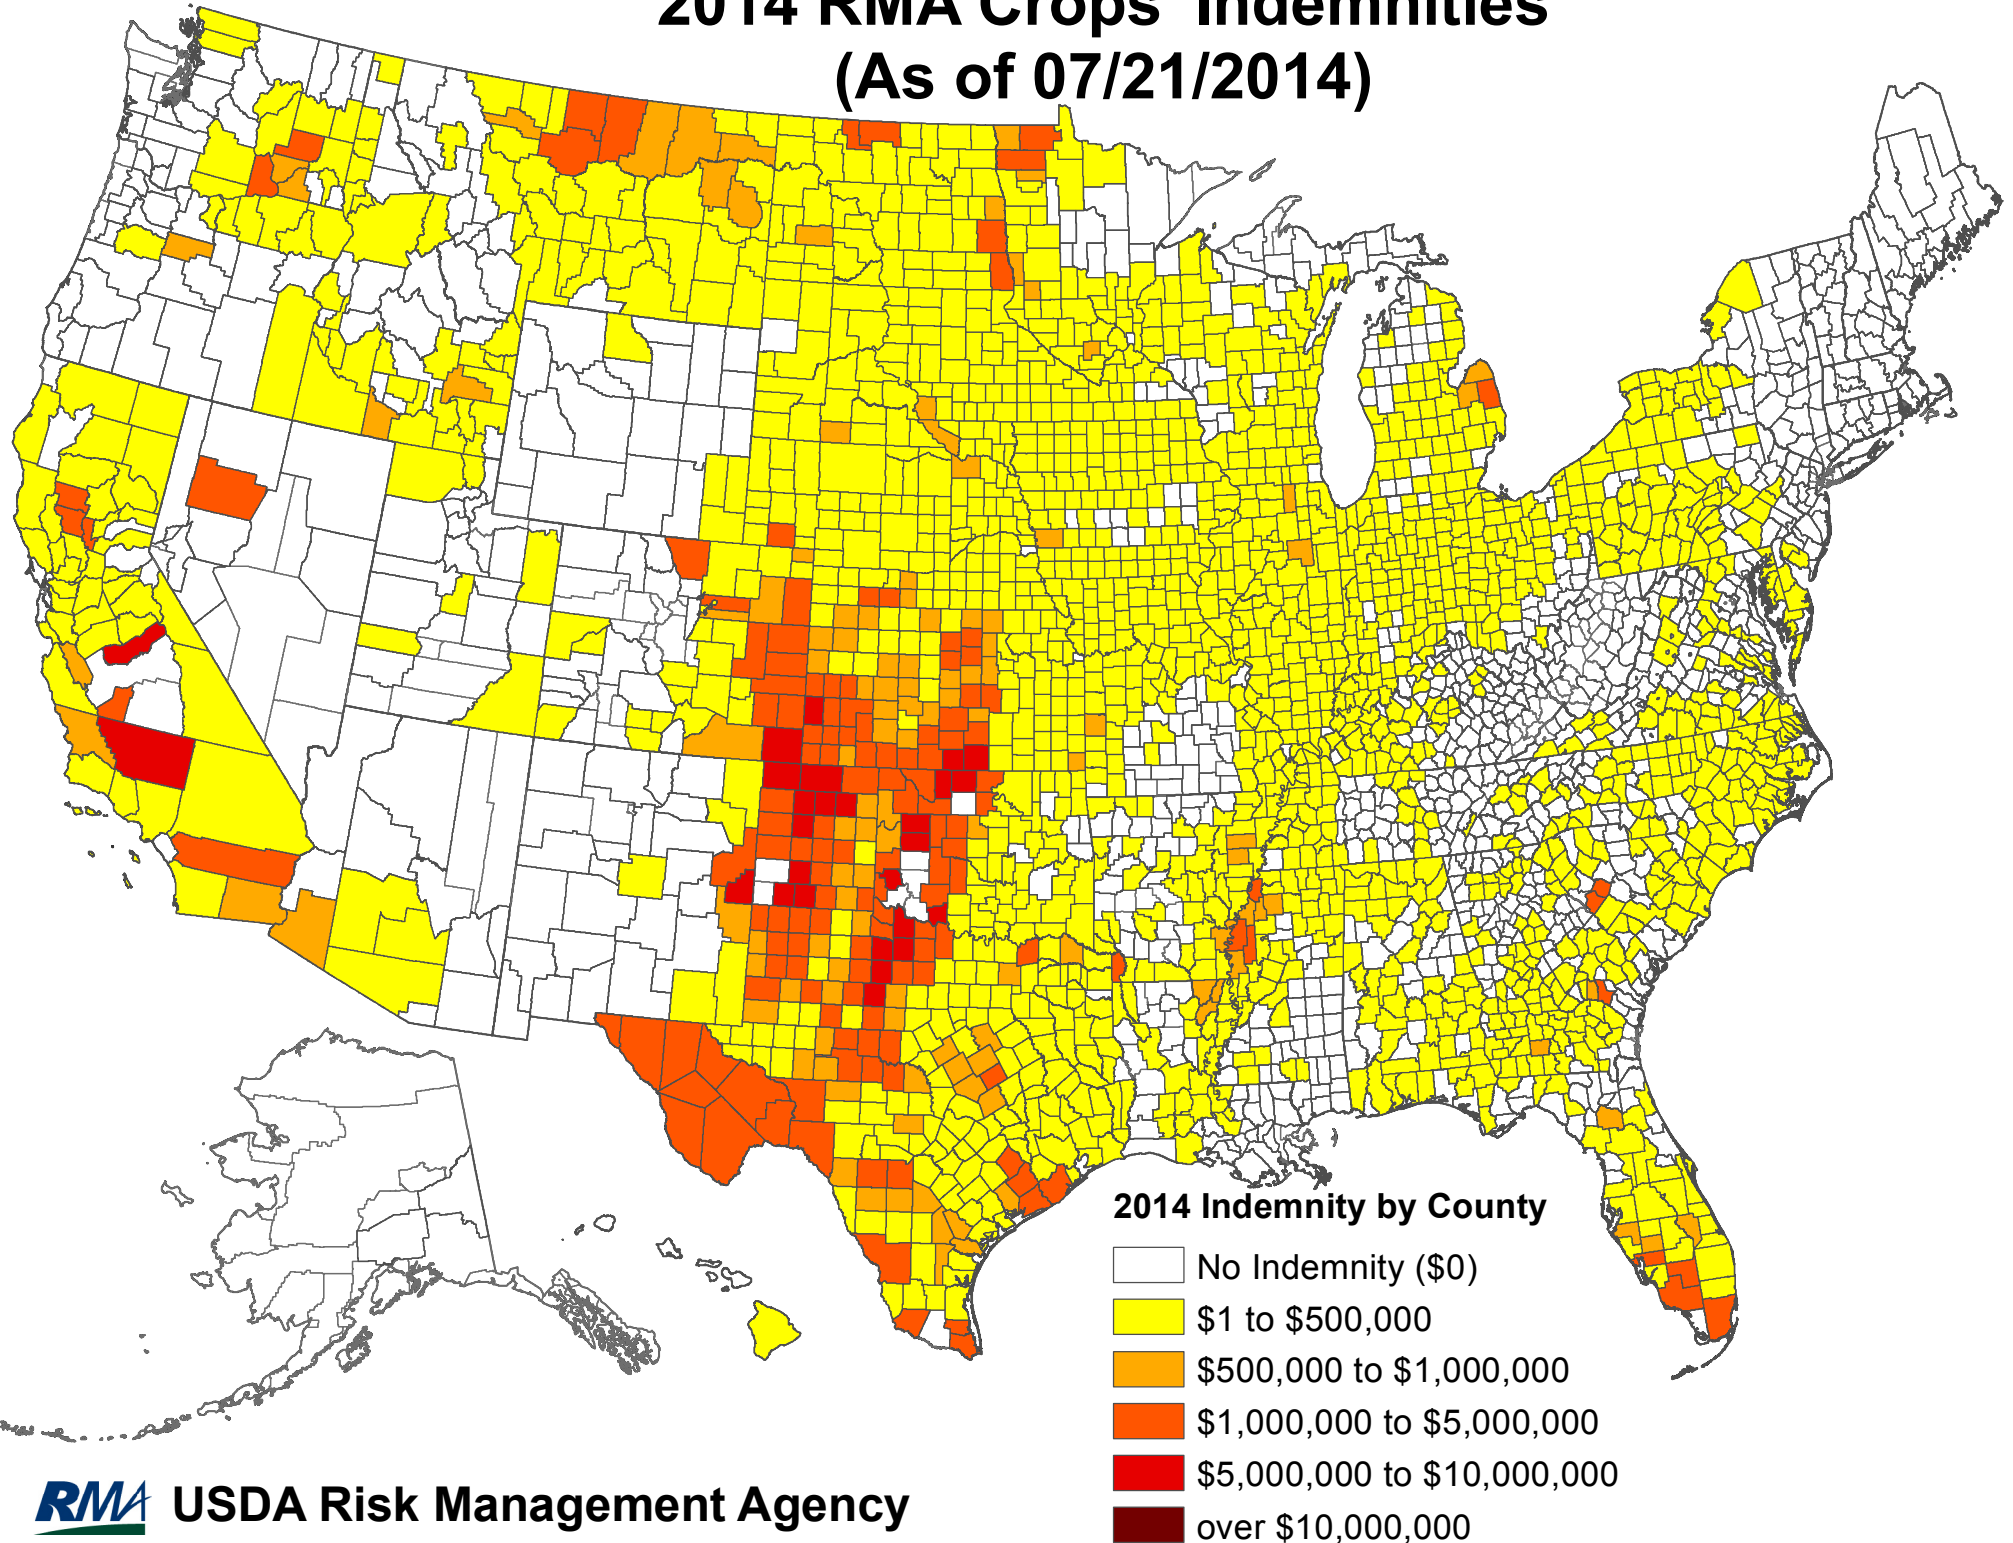 2014 RMA Crops' Indemnities
(As of 07/21/2014)
2014 Indemnity by County
No Indemnity ($0)
$1 to $500,000
$500,000 to $1,000,000
$1,000,000 to $5,000,000
$5,000,000 to $10,000,000
over $10,000,000
RMA USDA Risk Management Agency